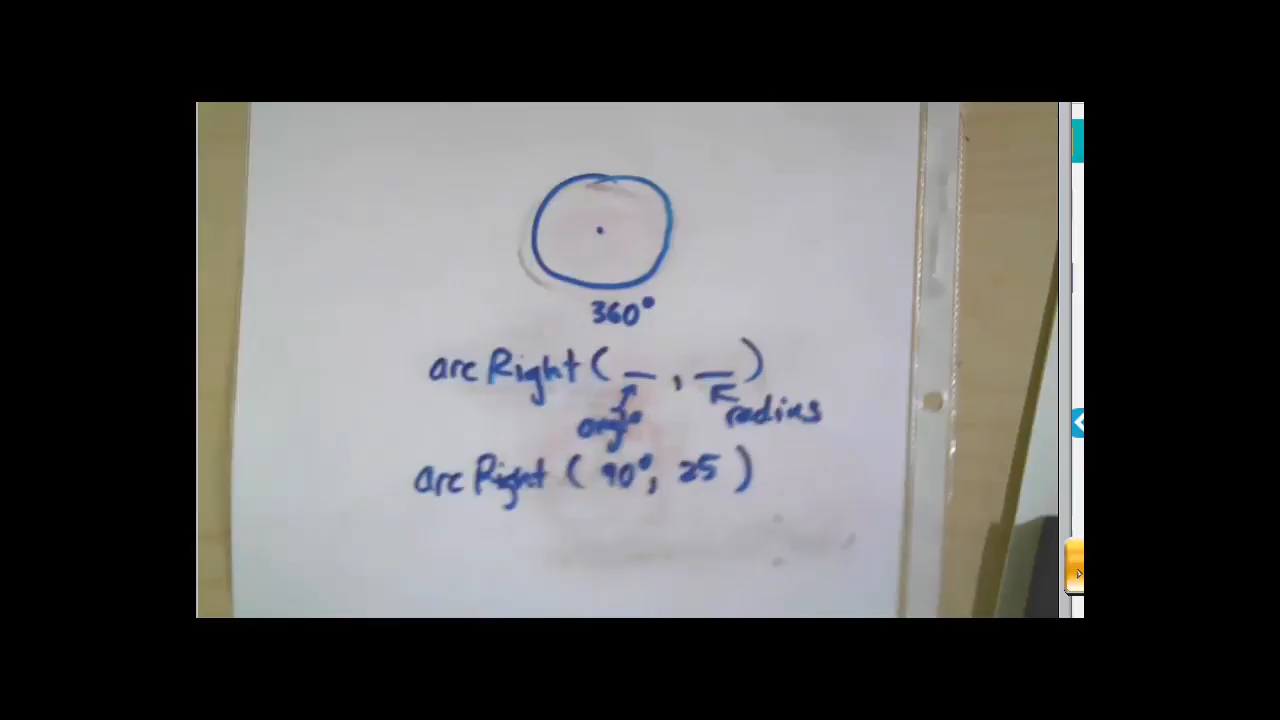 360°
arcRight( __ , __ )
angle
radius
arcRight ( 90°, 25 )